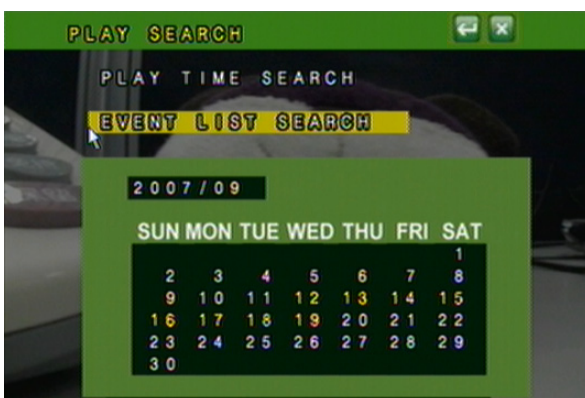 PLAY SEARCH
PLAY TIME SEARCH
EVENT LIST SEARCH
2007/09
SUN MON TUE WED THU FRI SAT
1
2 3 4 5 6 7 8
9 10 11 12 13 14 15
16 17 18 19 20 21 22
23 24 25 26 27 28 29
30